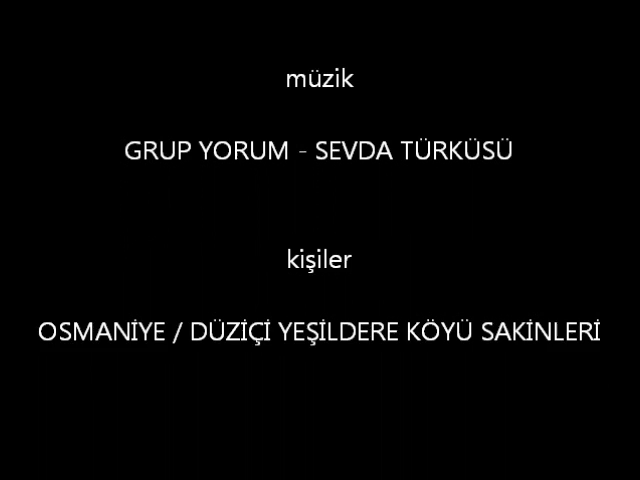 müzik
GRUP YORUM - SEVDA TÜRKÜSÜ
kişiler
OSMANİYE / DÜZİÇİ YEŞİLDERE KÖYÜ SAKİNLERİ